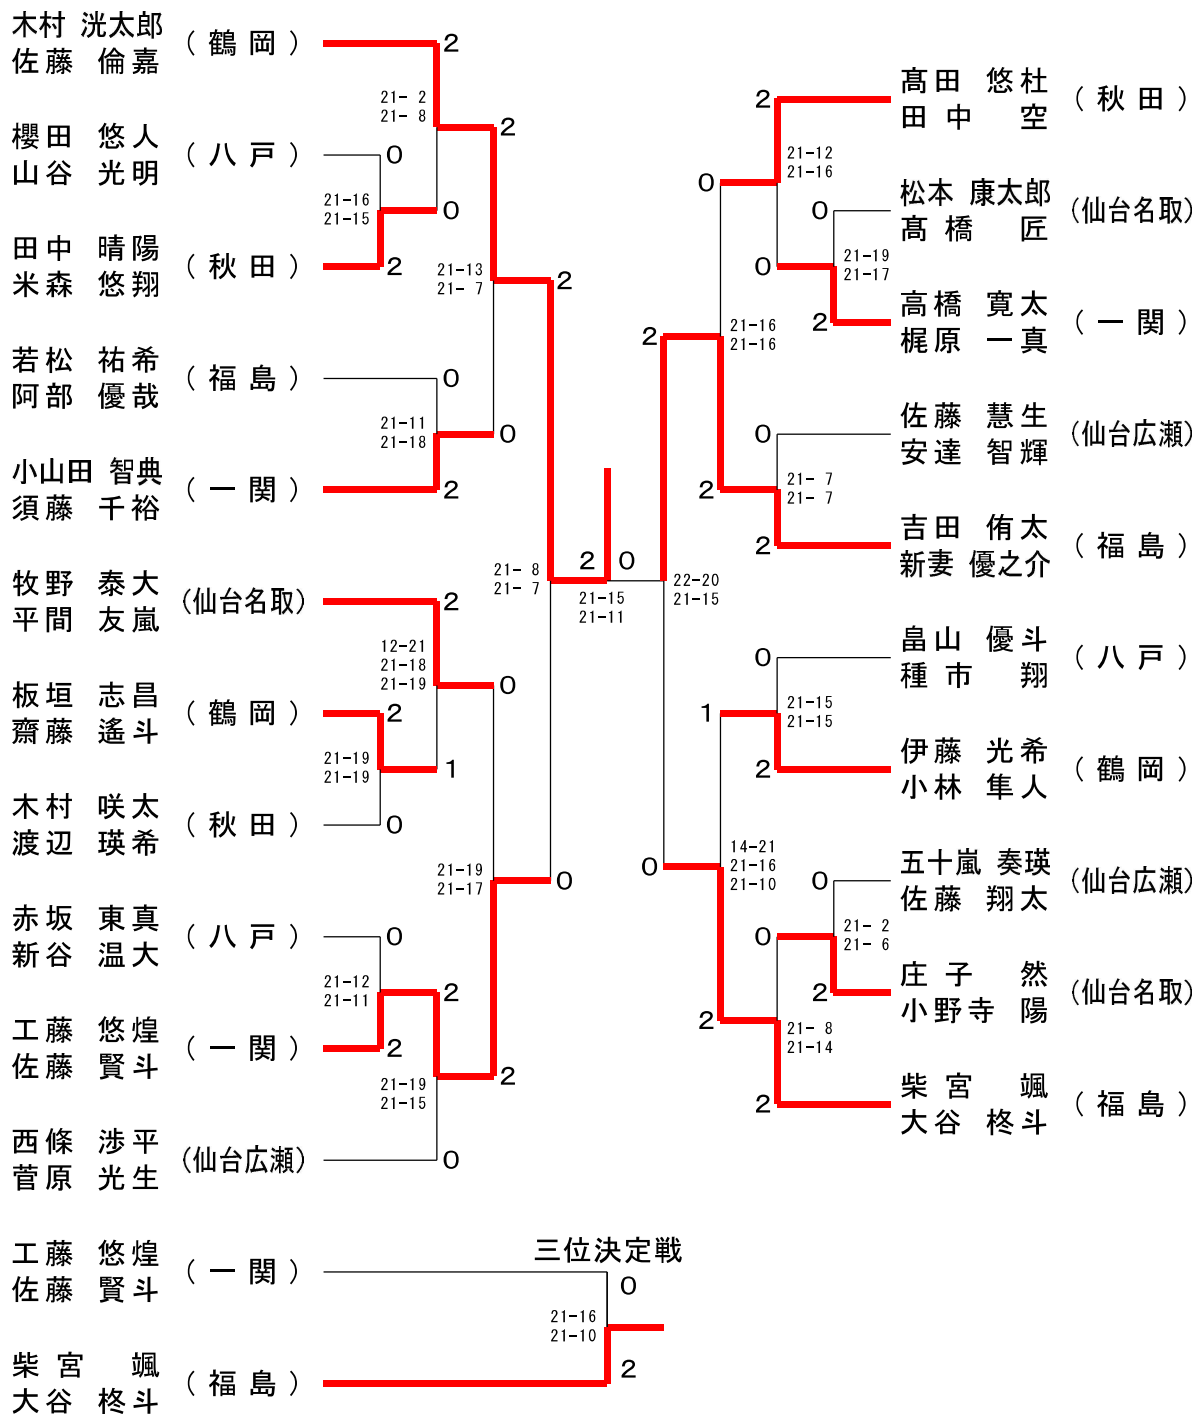 木村 洸太郎
佐藤 倫嘉
(鶴岡)
2
21- 2
21- 8
2
櫻田 悠人
山谷 光明
(八戸)
0
21-16
21-15
0
田中 晴陽
米森 悠翔
(秋田)
2
21-13
21- 7
2
若松 祐希
阿部 優哉
(福島)
0
21-11
21-18
0
小山田 智典
須藤 千裕
(一関)
2
21- 8
21- 7
牧野 泰大
平間 友嵐
(仙台名取)
2
12-21
21-18
21-19
0
板垣 志昌
齋藤 遙斗
(鶴岡)
2
21-19
21-19
1
木村 咲太
渡辺 瑛希
(秋田)
0
21-19
21-17
0
赤坂 東真
新谷 温大
(八戸)
0
21-12
21-11
2
工藤 悠煌
佐藤 賢斗
(一関)
2
21-19
21-15
2
西條 渉平
菅原 光生
(仙台広瀬)
0
2
0
21-15
21-11
髙田 悠杜
田中 空
(秋田)
2
21-12
21-16
0
松本 康太郎
髙橋 匠
(仙台名取)
0
21-19
21-17
0
高橋 寛太
梶原 一真
(一関)
2
21-16
21-16
2
佐藤 慧生
安達 智輝
(仙台広瀬)
0
21- 7
21- 7
2
吉田 侑太
新妻 優之介
(福島)
2
22-20
21-15
畠山 優斗
種市 翔
(八戸)
0
21-15
21-15
1
伊藤 光希
小林 隼人
(鶴岡)
2
14-21
21-16
21-10
0
五十嵐 奏瑛
佐藤 翔太
(仙台広瀬)
0
21- 2
21- 6
0
庄子 然
小野寺 陽
(仙台名取)
2
21- 8
21-14
2
柴宮 颯
大谷 柊斗
(福島)
2
三位決定戦
工藤 悠煌
佐藤 賢斗
(一関)
0
21-16
21-10
柴宮 颯
大谷 柊斗
(福島)
2